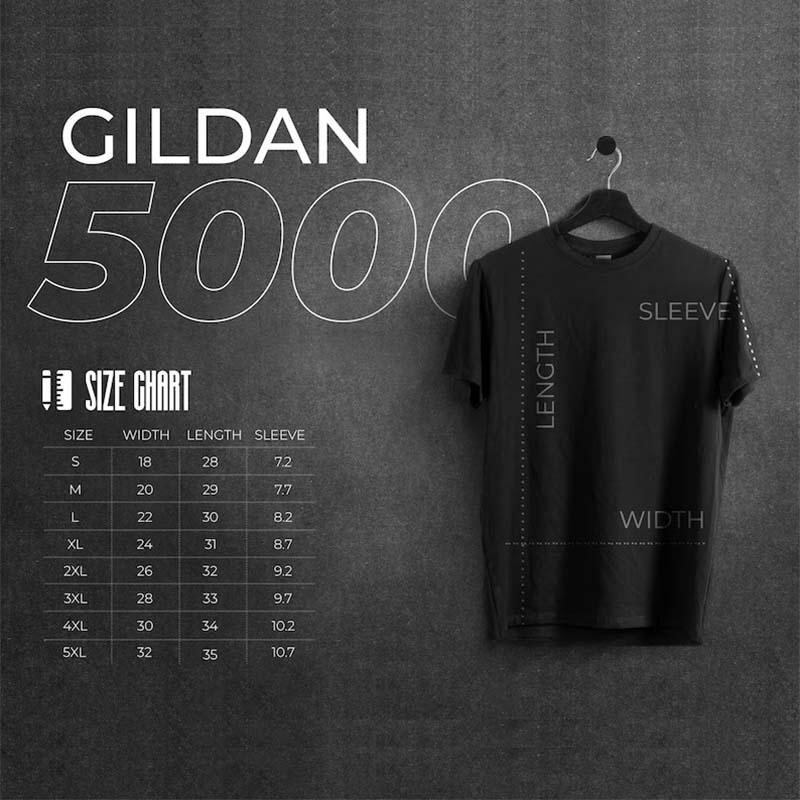 GILDAN
5000
SIZE CHART
SIZE WIDTH LENGTH SLEEVE
S 18 28 7.2
M 20 29 7.7
L 22 30 8.2
XL 24 31 8.7
2XL 26 32 9.2
3XL 28 33 9.7
4XL 30 34 10.2
5XL 32 35 10.7
SLEEVE
LENGTH
WIDTH